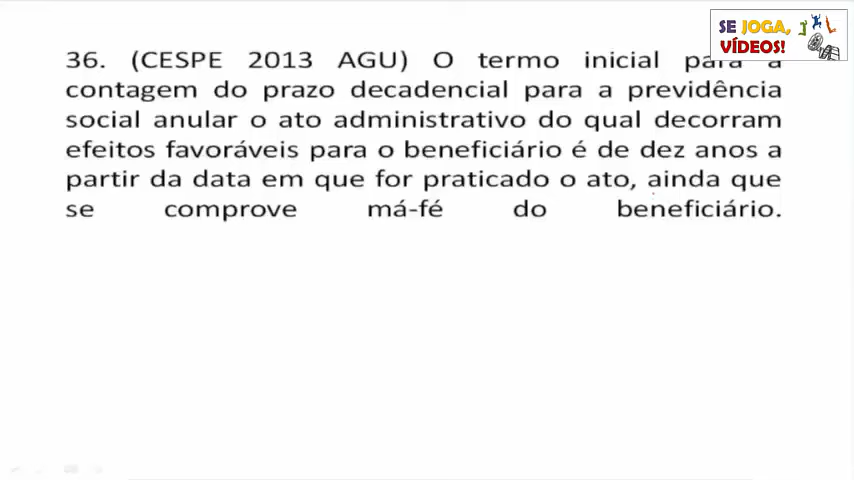 SE JOGA,
VÍDEOS!
36. (CESPE 2013 AGU) O termo inicial para a
contagem do prazo decadencial para a previdência
social anular o ato administrativo do qual decorram
efeitos favoráveis para o beneficiário é de dez anos a
partir da data em que for praticado o ato, ainda que
se comprove má-fé do beneficiário.